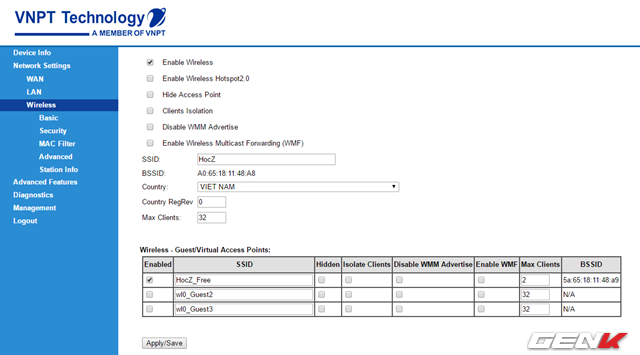 VNPT Technology
A MEMBER OF VNPT
Device Info
Network Settings
WAN
LAN
Wireless
Basic
Security
MAC Filter
Advanced
Station Info
Advanced Features
Diagnostics
Management
Logout
Enable Wireless
Enable Wireless Hotspot2.0
Hide Access Point
Clients Isolation
Disable WMM Advertise
Enable Wireless Multicast Forwarding (WMF)
SSID: HocZ
BSSID: A0:65:18:11:48:A8
Country: VIET NAM
Country RegRev 0
Max Clients: 32
Wireless - Guest/Virtual Access Points:
Enabled SSID Hidden Isolate Clients Disable WMM Advertise Enable WMF Max Clients BSSID
HocZ_Free 2 5a:65:18:11:48:a9
wl0_Guest2 32 N/A
wl0_Guest3 32 N/A
Apply/Save
GENK